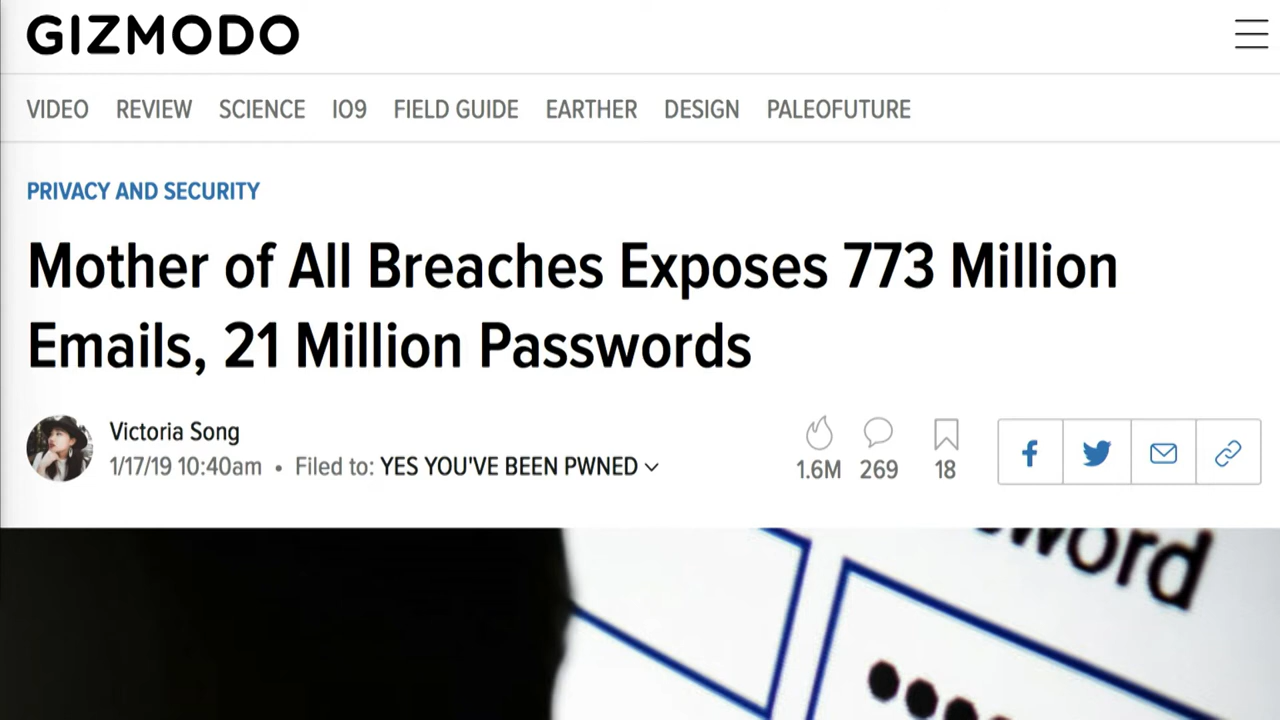 GIZMODO
VIDEO REVIEW SCIENCE IO9 FIELD GUIDE EARTHER DESIGN PALEOFUTURE
PRIVACY AND SECURITY
Mother of All Breaches Exposes 773 Million
Emails, 21 Million Passwords
Victoria Song
1/17/19 10:40am • Filed to: YES YOU'VE BEEN PWNED
1.6M 269 18